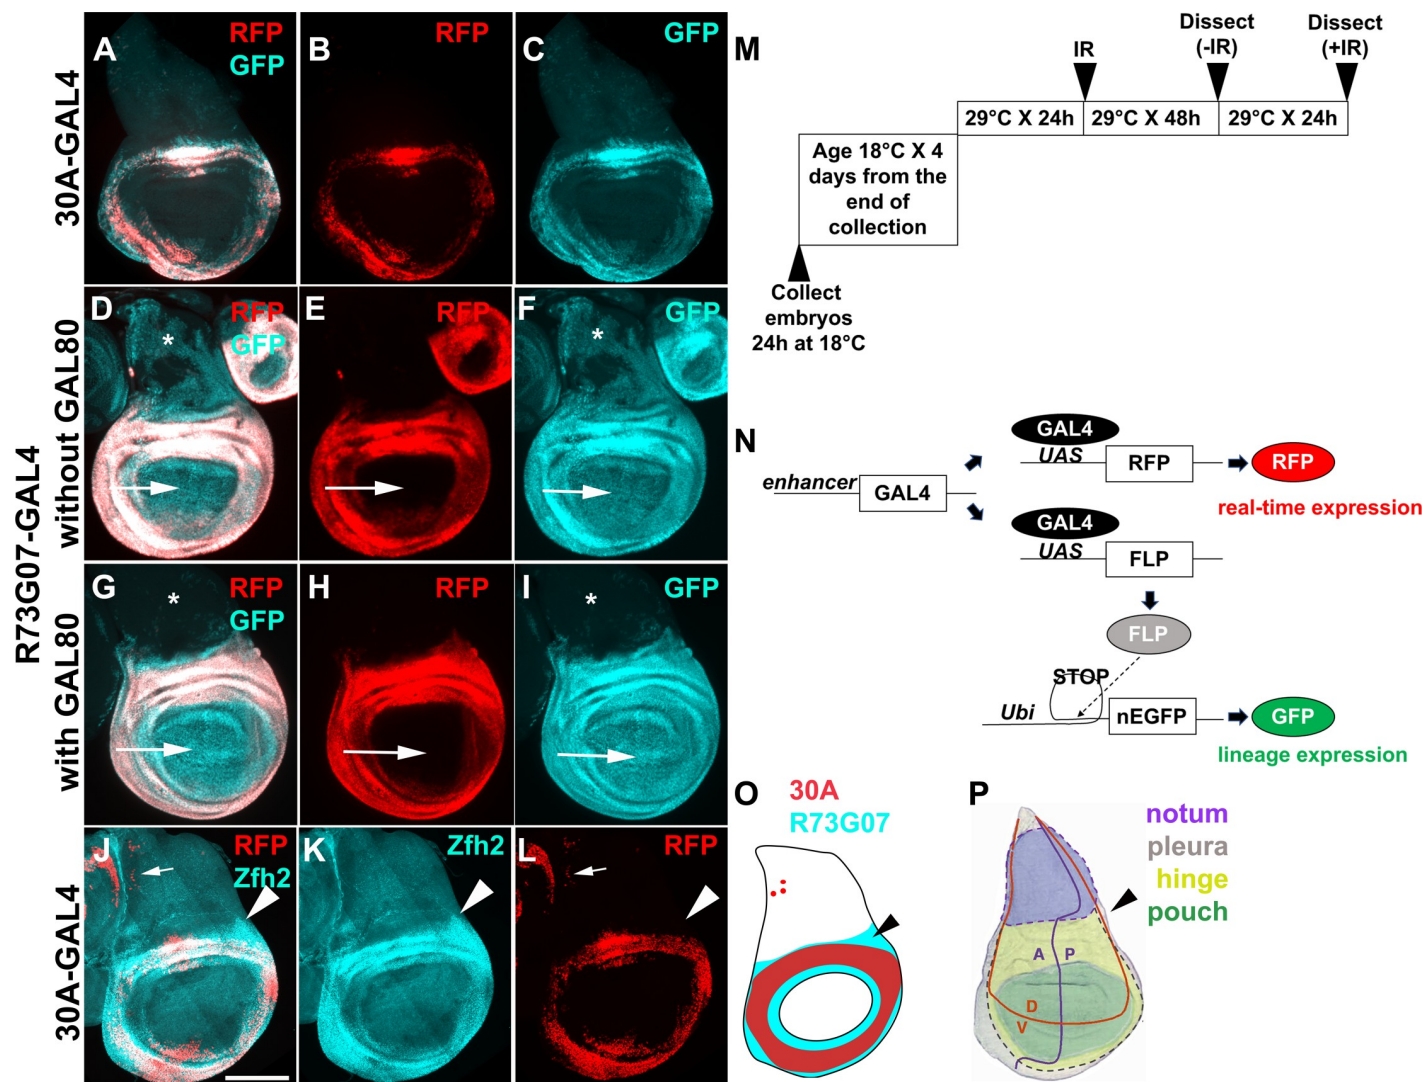 30A-GAL4
A
RFP
GFP
B
RFP
C
GFP
R73G07-GAL4
without GAL80
D
RFP
GFP
*
E
RFP
F
GFP
*
with GAL80
G
RFP
GFP
*
H
RFP
I
GFP
*
30A-GAL4
J
RFP
Zfh2
K
Zfh2
L
RFP
M
IR
Dissect
(-IR)
Dissect
(+IR)
29°C X 24h
29°C X 48h
29°C X 24h
Age 18°C X 4
days from the
end of
collection
Collect
embryos
24h at 18°C
N
enhancer
GAL4
GAL4
UAS
RFP
RFP
real-time expression
GAL4
UAS
FLP
FLP
STOP
Ubi
nEGFP
GFP
lineage expression
O
30A
R73G07
P
notum
pleura
hinge
pouch
A
P
D
V